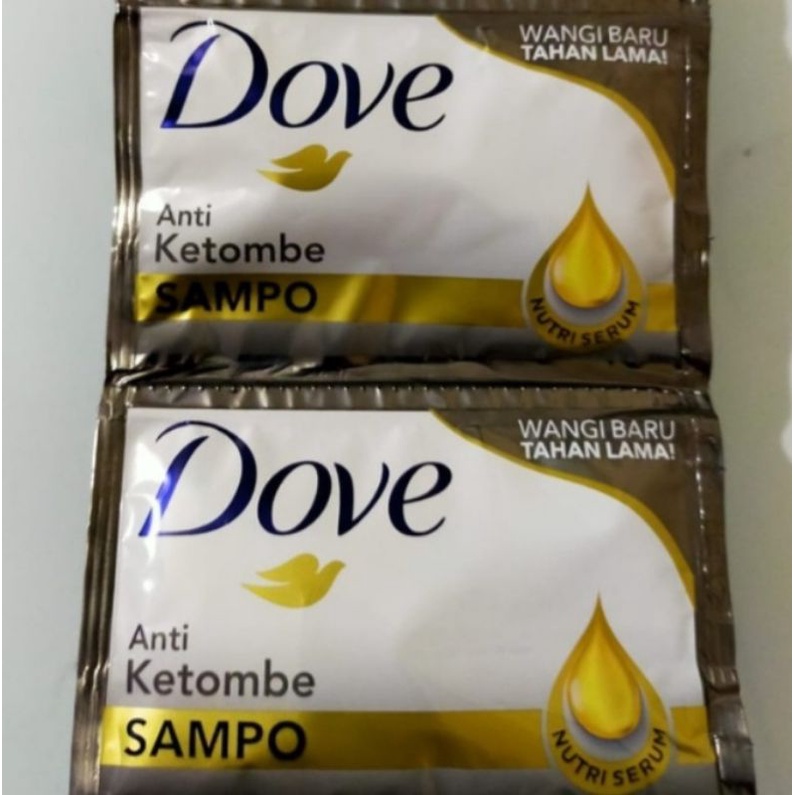 Dove
WANGI BARU
TAHAN LAMA!
Anti
Ketombe
SAMPO
NUTRI SERUM
Dove
WANGI BARU
TAHAN LAMA!
Anti
Ketombe
SAMPO
NUTRI SERUM